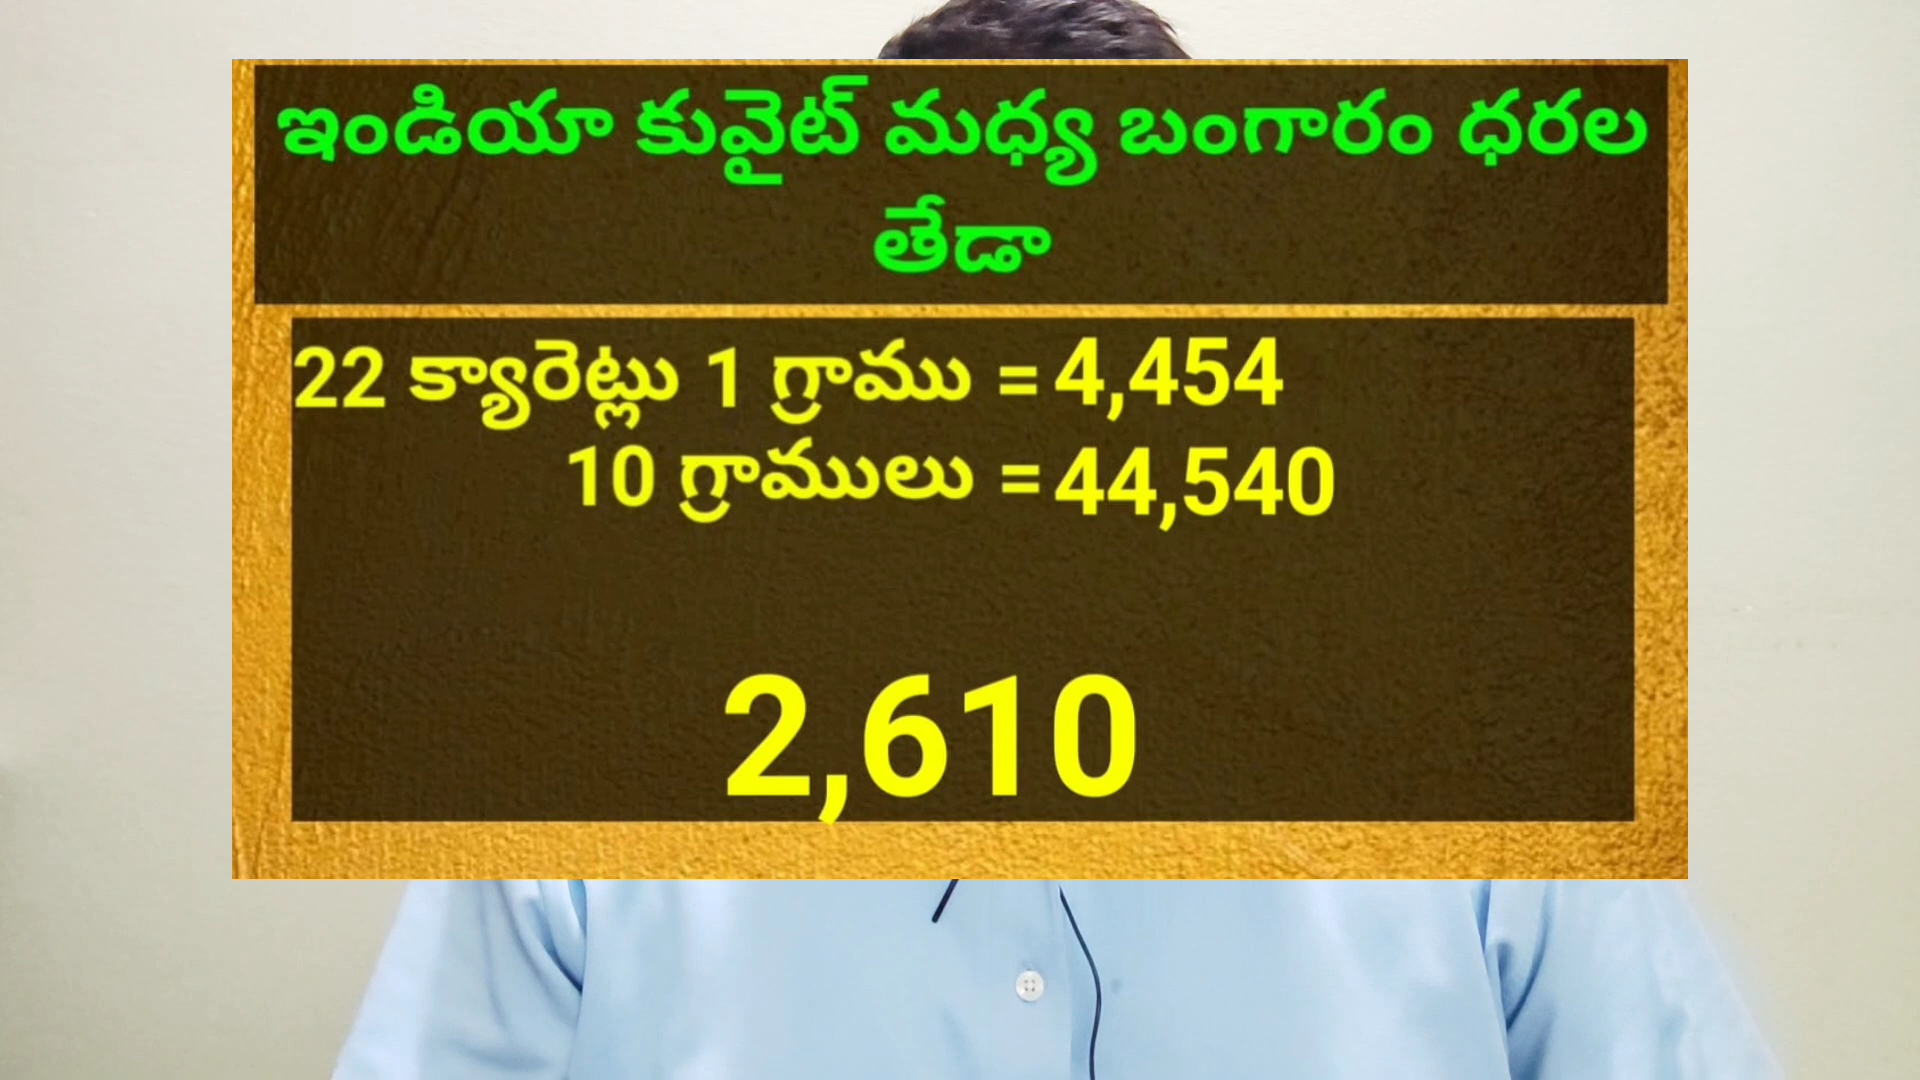 ఇండియా కువైట్ మధ్య బంగారం ధరల
తేడా
22 క్యారెట్లు 1 గ్రాము = 4,454
10 గ్రాములు = 44,540
2,610